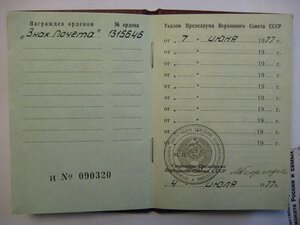 Награжден орденом
№ ордена
„Знак Почета"
1315646
И № 090320
Указом Президиума Верховного Совета СССР
от „ 7 " июня 1977 г.
от „ " 19 г.
от „ " 19 г.
от „ " 19 г.
от „ " 19 г.
от „ " 19 г.
от „ " 19 г.
от „ " 19 г.
от „ " 19 г.
Секретарь Президиума
Верховного Совета СССР
„ 4 " июля 1977 г.